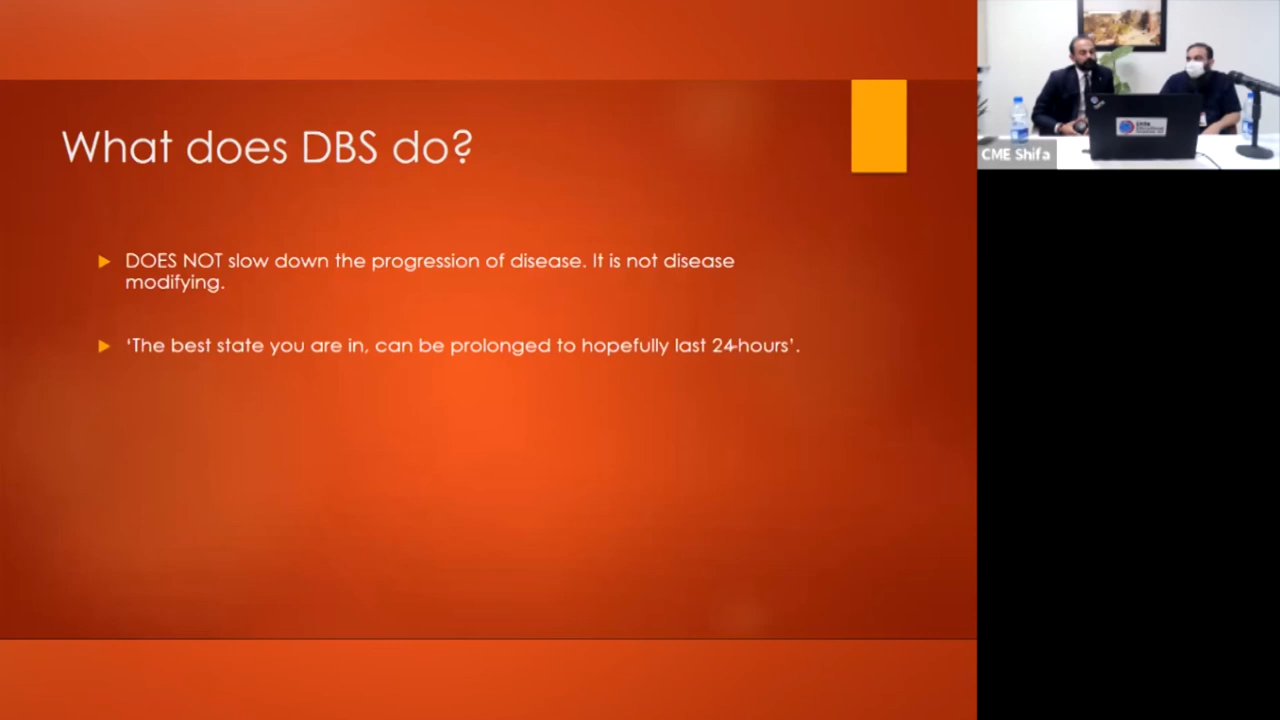 What does DBS do?
DOES NOT slow down the progression of disease. It is not disease
modifying.
‘The best state you are in, can be prolonged to hopefully last 24-hours’.
CME Shifa